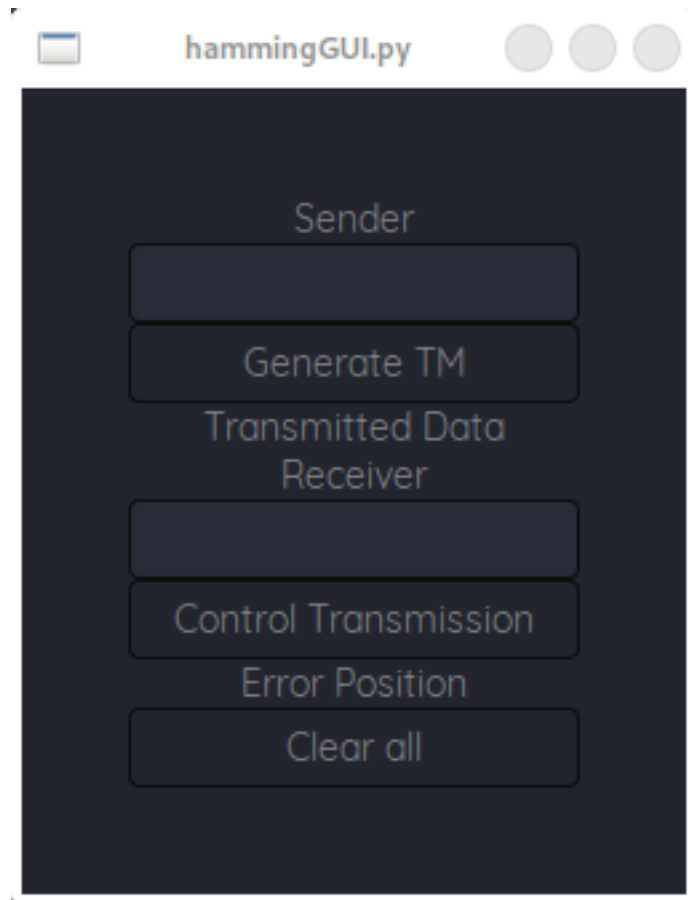 hammingGUI.py
Sender
Generate TM
Transmitted Data
Receiver
Control Transmission
Error Position
Clear all